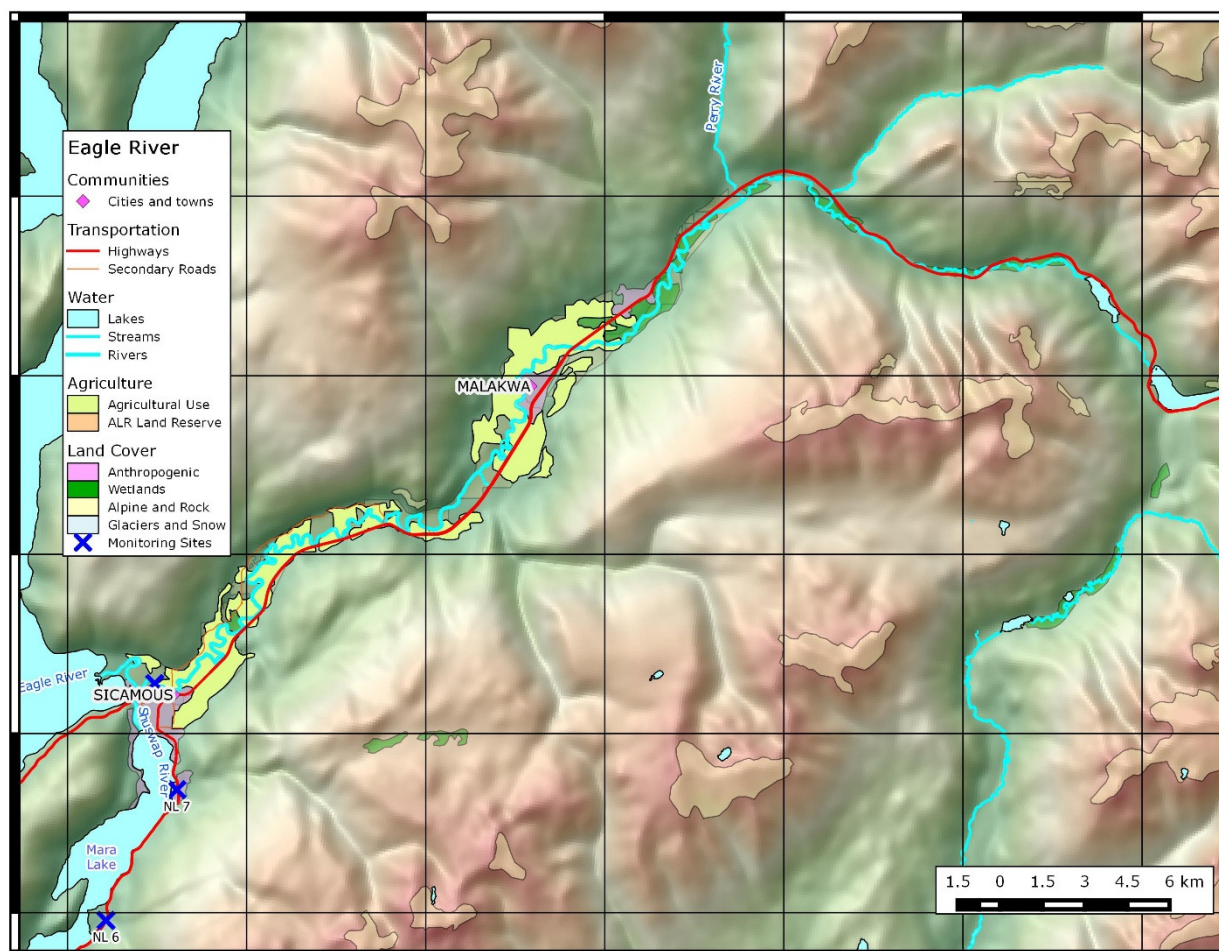 Perry River
Eagle River
Communities
Cities and towns
Transportation
Highways
Secondary Roads
Water
Lakes
Streams
Rivers
Agriculture
Agricultural Use
ALR Land Reserve
Land Cover
Anthropogenic
Wetlands
Alpine and Rock
Glaciers and Snow
Monitoring Sites
MALAKWA
Eagle River
SICAMOUS
Shuswap River
NL 7
Mara
Lake
NL 6
1.5 0 1.5 3 4.5 6 km